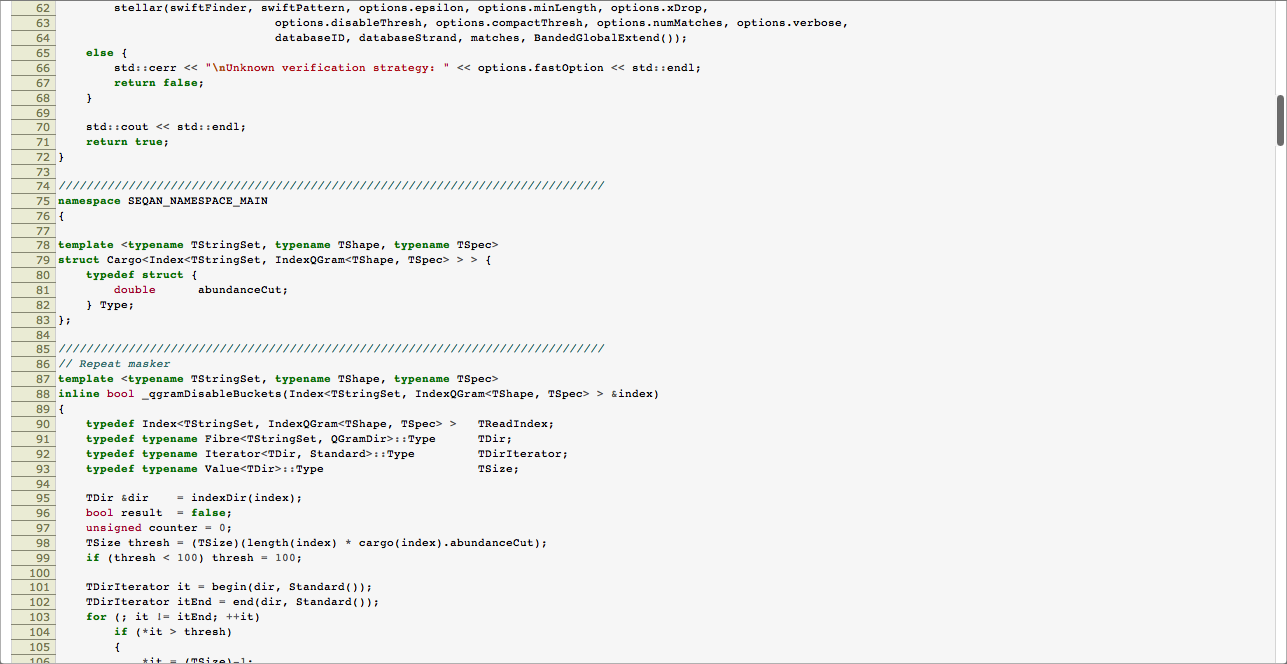 62         stellar(swiftFinder, swiftPattern, options.epsilon, options.minLength, options.xDrop,
63                                options.disableThresh, options.compactThresh, options.numMatches, options.verbose,
64                                databaseID, databaseStrand, matches, BandedGlobalExtend());
65     else {
66         std::cerr << "\nUnknown verification strategy: " << options.fastOption << std::endl;
67         return false;
68     }
69
70     std::cout << std::endl;
71     return true;
72 }
73
74 //////////////////////////////////////////////////////////////////////////////
75 namespace SEQAN_NAMESPACE_MAIN
76 {
77
78 template <typename TStringSet, typename TShape, typename TSpec>
79 struct Cargo<Index<TStringSet, IndexQGram<TShape, TSpec> > > {
80     typedef struct {
81         double      abundanceCut;
82     } Type;
83 };
84
85 //////////////////////////////////////////////////////////////////////////////
86 // Repeat masker
87 template <typename TStringSet, typename TShape, typename TSpec>
88 inline bool _qgramDisableBuckets(Index<TStringSet, IndexQGram<TShape, TSpec> > &index)
89 {
90     typedef Index<TStringSet, IndexQGram<TShape, TSpec> >   TReadIndex;
91     typedef typename Fibre<TStringSet, QGramDir>::Type      TDir;
92     typedef typename Iterator<TDir, Standard>::Type         TDirIterator;
93     typedef typename Value<TDir>::Type                      TSize;
94
95     TDir &dir    = indexDir(index);
96     bool result  = false;
97     unsigned counter = 0;
98     TSize thresh = (TSize)(length(index) * cargo(index).abundanceCut);
99     if (thresh < 100) thresh = 100;
100
101     TDirIterator it = begin(dir, Standard());
102     TDirIterator itEnd = end(dir, Standard());
103     for (; it != itEnd; ++it)
104         if (*it > thresh)
105         {
106             *it = (TSize)-1;